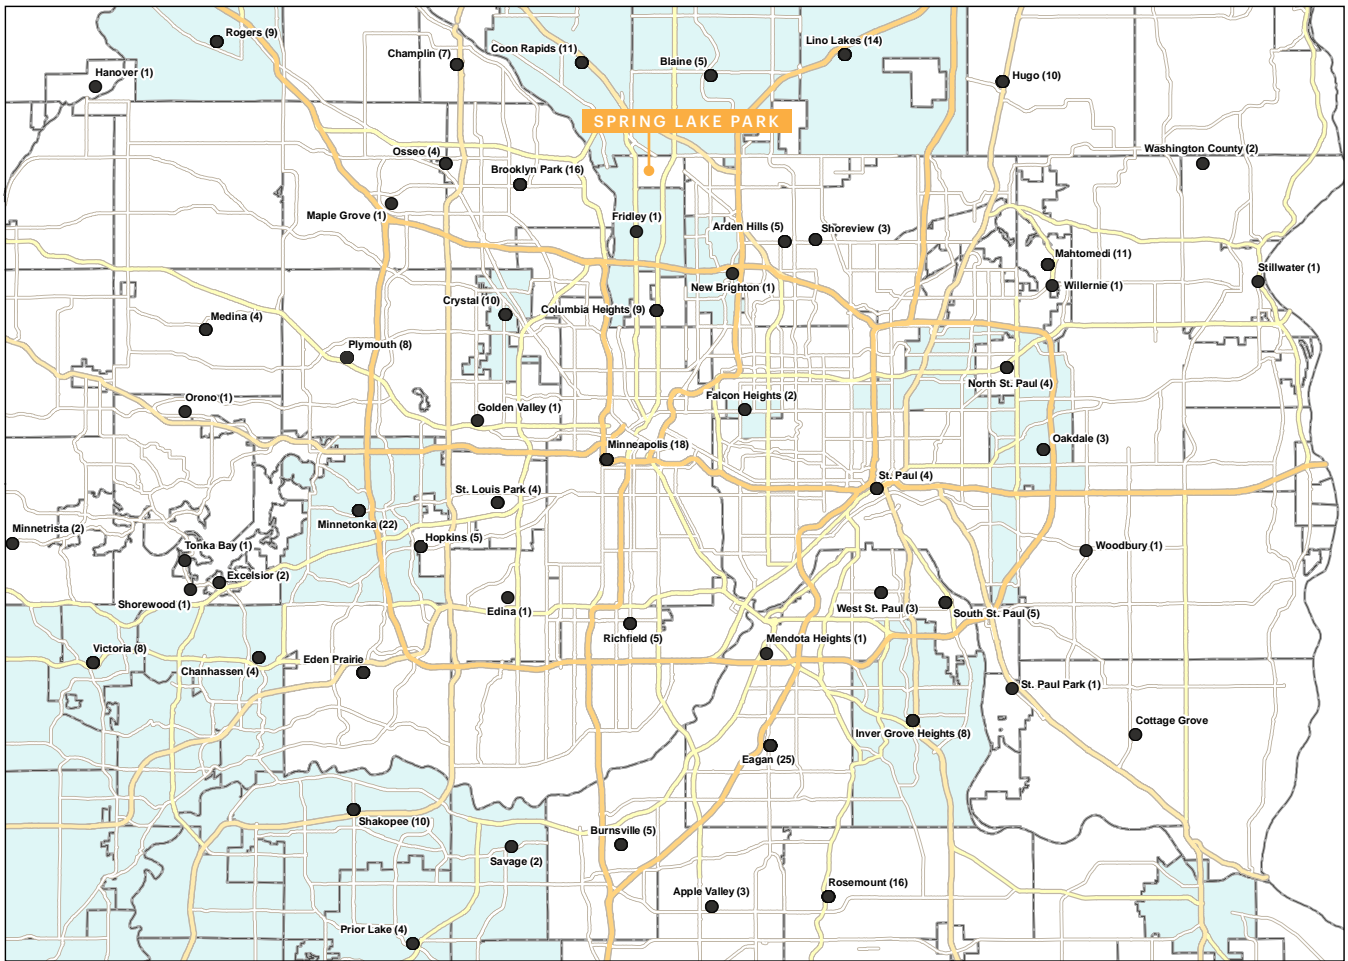 Rogers (9)
Champlin (7)
Coon Rapids (11)
Lino Lakes (14)
Blaine (5)
Hanover (1)
Hugo (10)
SPRING LAKE PARK
Osseo (4)
Washington County (2)
Brooklyn Park (16)
Maple Grove (1)
Fridley (1)
Arden Hills (5)
Shoreview (3)
Mahtomedi (11)
Stillwater (1)
New Brighton (1)
Willernie (1)
Crystal (10)
Columbia Heights (9)
Medina (4)
Plymouth (8)
North St. Paul (4)
Orono (1)
Golden Valley (1)
Falcon Heights (2)
Minneapolis (18)
Oakdale (3)
St. Paul (4)
St. Louis Park (4)
Minnetonka (22)
Minnetrista (2)
Hopkins (5)
Tonka Bay (1)
Woodbury (1)
Excelsior (2)
Shorewood (1)
Edina (1)
West St. Paul (3)
South St. Paul (5)
Richfield (5)
Mendota Heights (1)
Victoria (8)
Chanhassen (4)
Eden Prairie
St. Paul Park (1)
Cottage Grove
Inver Grove Heights (8)
Eagan (25)
Shakopee (10)
Burnsville (5)
Savage (2)
Apple Valley (3)
Rosemount (16)
Prior Lake (4)